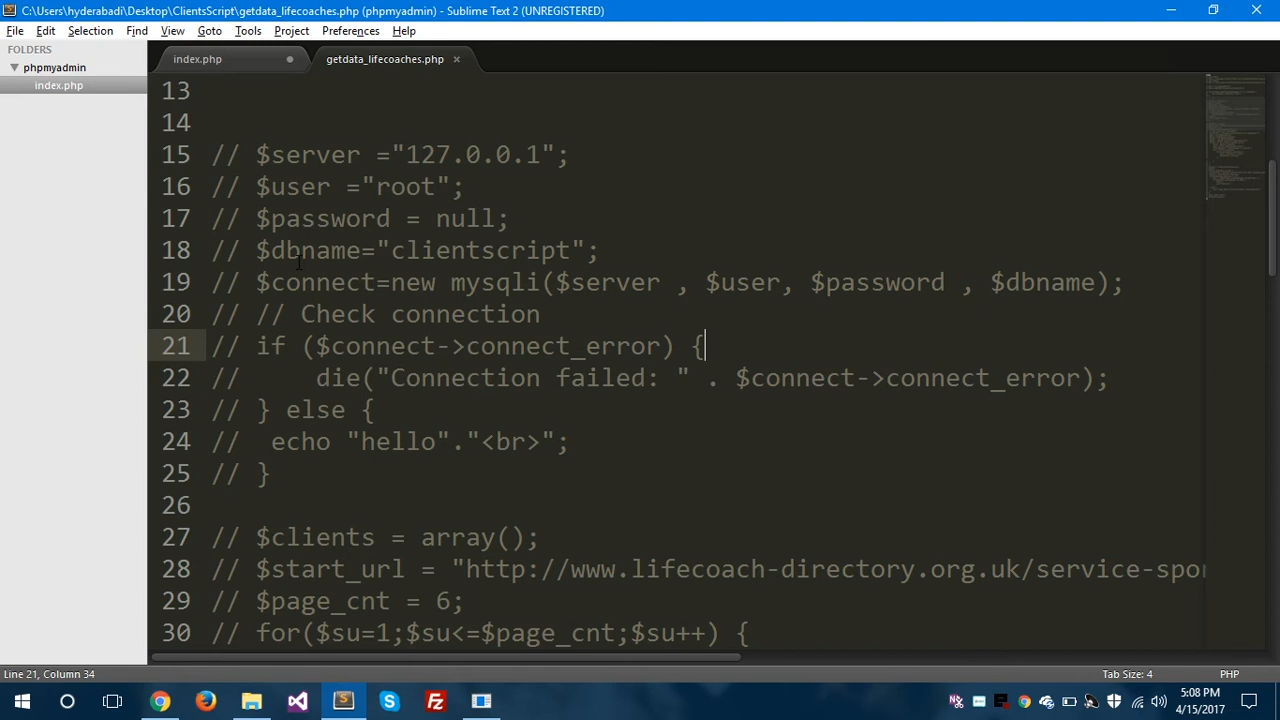 C:\Users\hyderabadi\Desktop\ClientsScript\getdata_lifecoaches.php (phpmyadmin) - Sublime Text 2 (UNREGISTERED)
File Edit Selection Find View Goto Tools Project Preferences Help
FOLDERS
phpmyadmin
index.php
index.php getdata_lifecoaches.php
13
14
15 // $server ="127.0.0.1";
16 // $user ="root";
17 // $password = null;
18 // $dbname="clientscript";
19 // $connect=new mysqli($server , $user, $password , $dbname);
20 // // Check connection
21 // if ($connect->connect_error) {
22 //     die("Connection failed: " . $connect->connect_error);
23 // } else {
24 //  echo "hello"."<br>";
25 // }
26
27 // $clients = array();
28 // $start_url = "http://www.lifecoach-directory.org.uk/service-spo
29 // $page_cnt = 6;
30 // for($su=1;$su<=$page_cnt;$su++) {
Line 21, Column 34 Tab Size: 4 PHP
5:08 PM
4/15/2017